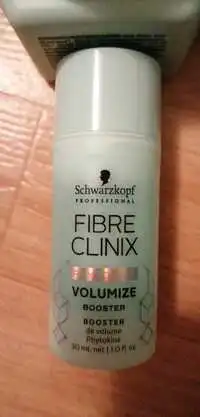 Schwarzkopf
PROFESSIONAL
FIBRE
CLINIX
VOLUMIZE
BOOSTER
BOOSTER
de volume
Phytokine
30 mL net | 1.0 fl. oz